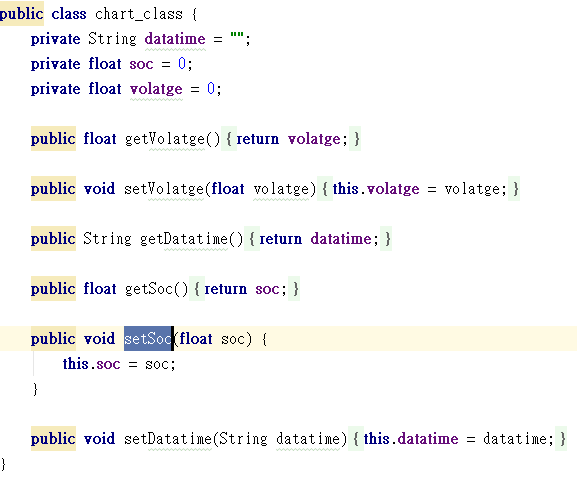 public class chart_class {
private String datatime = "";
private float soc = 0;
private float volatge = 0;
public float getVolatge(){return volatge;}
public void setVolatge(float volatge){this.volatge = volatge;}
public String getDatatime(){return datatime;}
public float getSoc(){return soc;}
public void setSoc(float soc) {
this.soc = soc;
}
public void setDatatime(String datatime){this.datatime = datatime;}
}